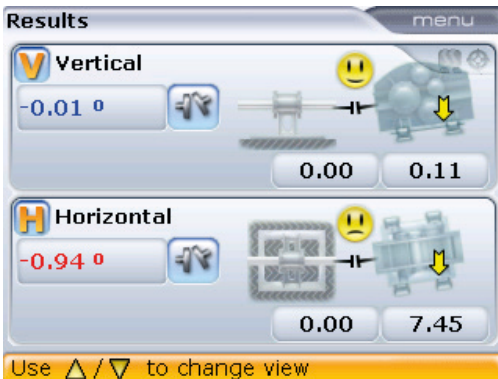 Results menu
V Vertical
-0.01 º
0.00 0.11
H Horizontal
-0.94 º
0.00 7.45
Use △/▽ to change view